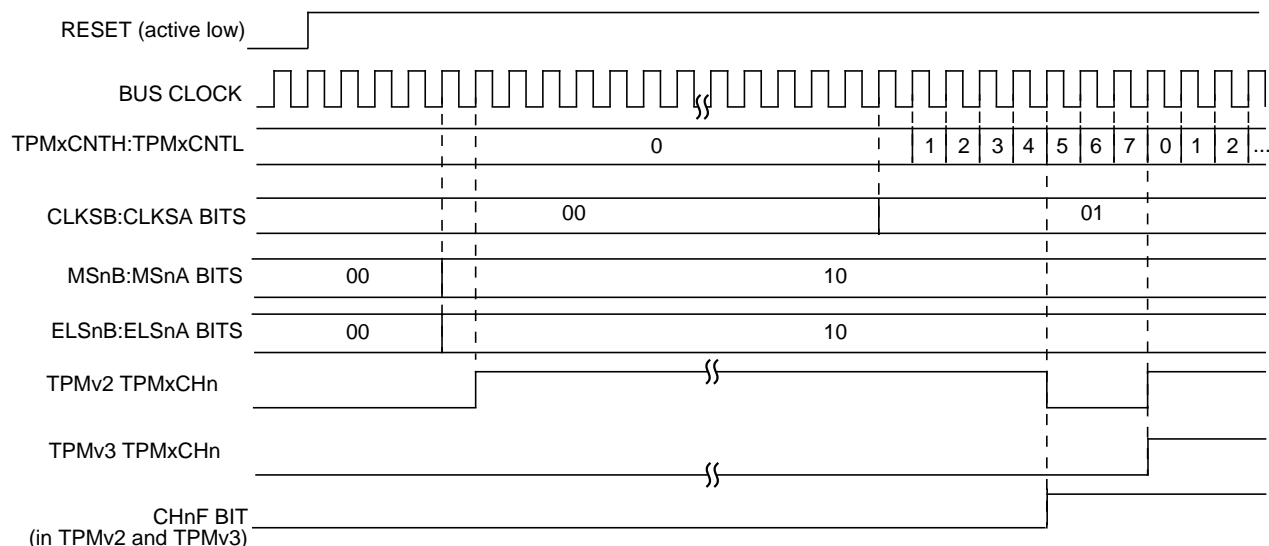 RESET (active low)
BUS CLOCK
TPMxCNTH:TPMxCNTL 0 1 2 3 4 5 6 7 0 1 2 ...
CLKSB:CLKSA BITS 00 01
MSnB:MSnA BITS 00 10
ELSnB:ELSnA BITS 00 10
TPMv2 TPMxCHn
TPMv3 TPMxCHn
CHnF BIT
(in TPMv2 and TPMv3)